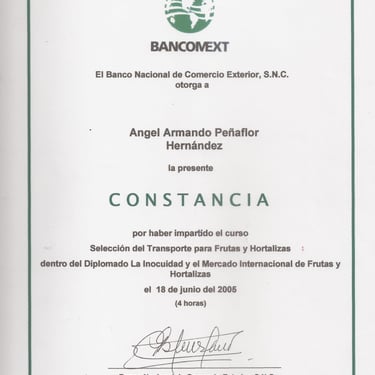 BANCOMEXT
El Banco Nacional de Comercio Exterior, S.N.C.
otorga a
Angel Armando Peñaflor
Hernández
la presente
CONSTANCIA
por haber impartido el curso
Selección del Transporte para Frutas y Hortalizas
dentro del Diplomado La Inocuidad y el Mercado Internacional de Frutas y
Hortalizas
el 18 de junio del 2005
(4 horas)